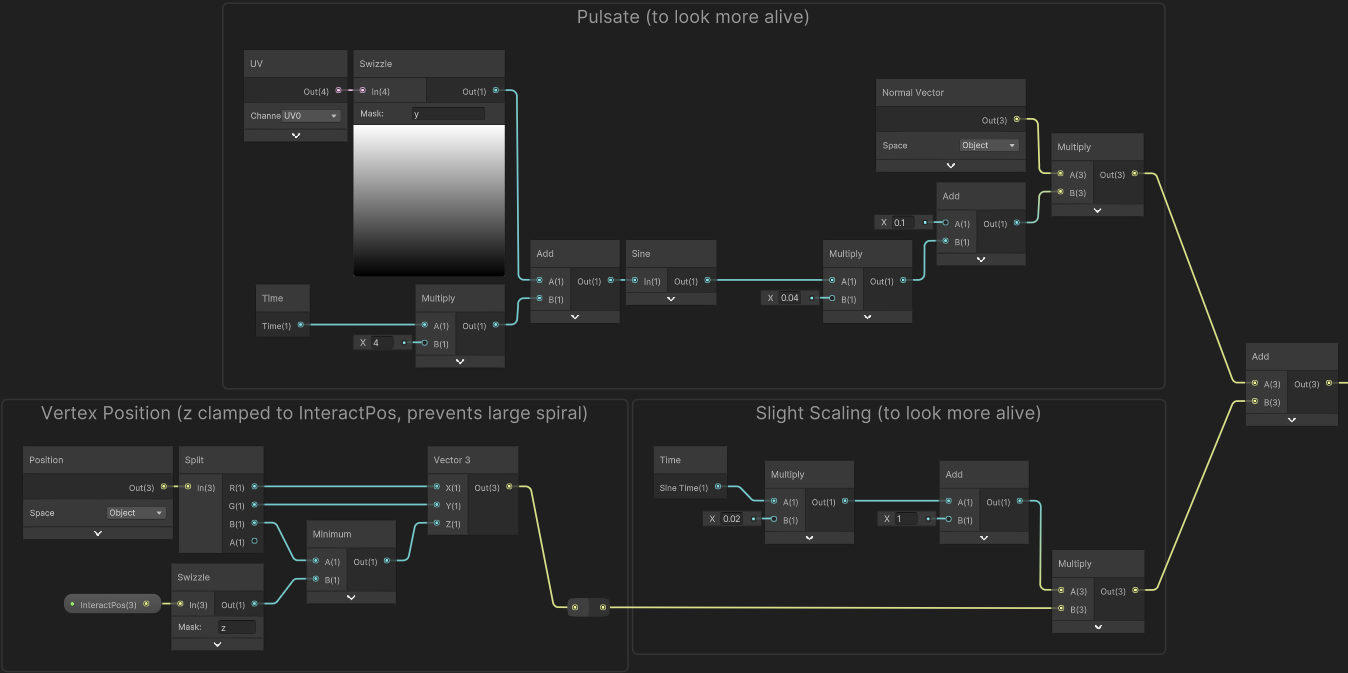 Pulsate (to look more alive)
UV
Out(4)
Channe UV0
Swizzle
In(4) Out(1)
Mask: y
Time
Time(1)
Multiply
A(1) Out(1)
X 4 B(1)
Add
A(1) Out(1)
B(1)
Sine
In(1) Out(1)
Multiply
A(1) Out(1)
X 0.04 B(1)
Normal Vector
Out(3)
Space Object
Add
X 0.1 A(1) Out(1)
B(1)
Multiply
A(3) Out(3)
B(3)
Vertex Position (z clamped to InteractPos, prevents large spiral)
Position
Out(3)
Space Object
Split
In(3) R(1)
G(1)
B(1)
A(1)
InteractPos(3)
Swizzle
In(3) Out(1)
Mask: z
Minimum
A(1) Out(1)
B(1)
Vector 3
X(1) Out(3)
Y(1)
Z(1)
Slight Scaling (to look more alive)
Time
Sine Time(1)
Multiply
A(1) Out(1)
X 0.02 B(1)
Add
A(1) Out(1)
X 1 B(1)
Multiply
A(3) Out(3)
B(3)
Add
A(3) Out(3)
B(3)